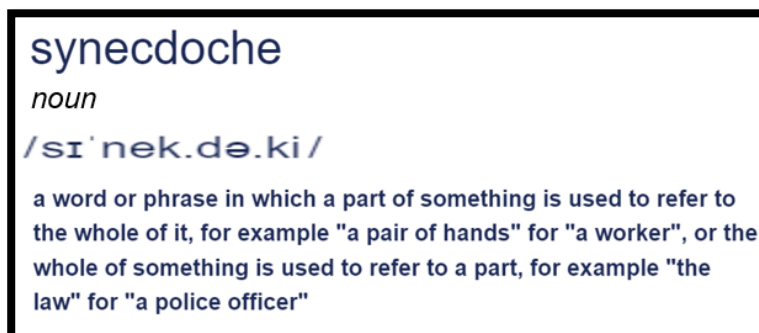 synecdoche
noun
/sɪˈnek.də.ki/
a word or phrase in which a part of something is used to refer to
the whole of it, for example "a pair of hands" for "a worker", or the
whole of something is used to refer to a part, for example "the
law" for "a police officer"